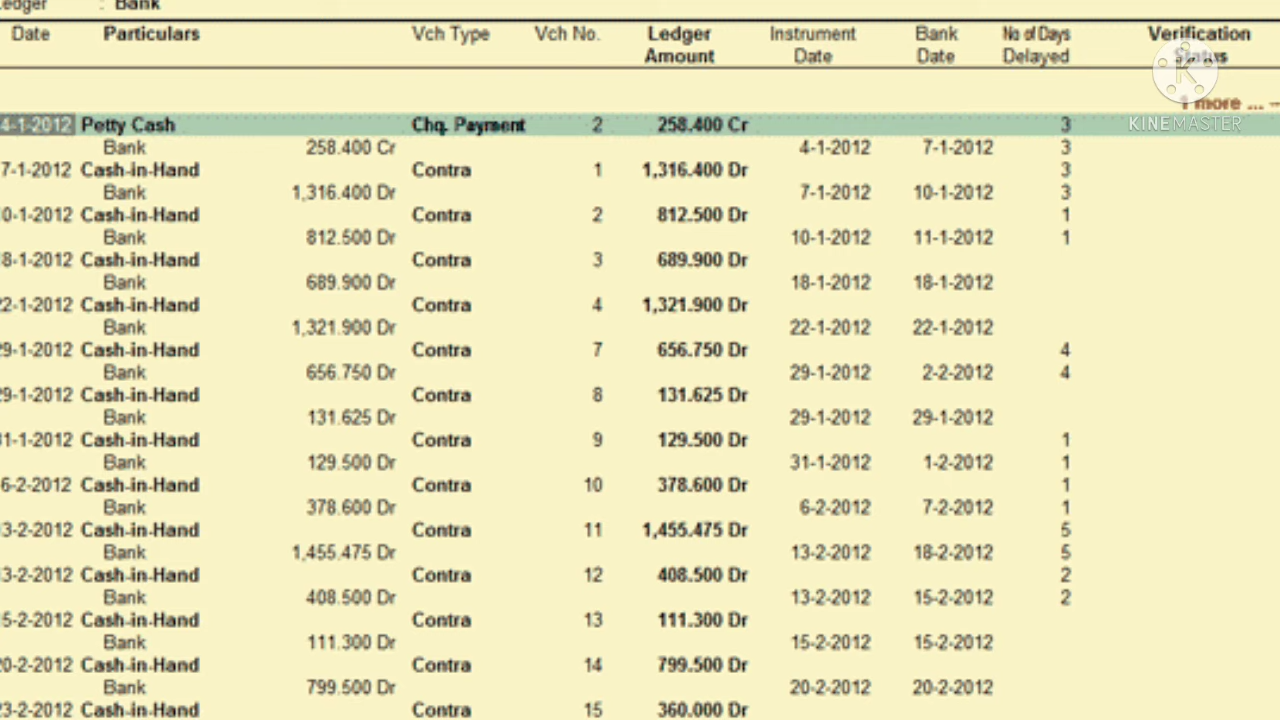 Ledger : Bank
Date Particulars Vch Type Vch No. Ledger Amount Instrument Date Bank Date No of Days Delayed Verification Status
1 more ...
KINEMASTER
4-1-2012 Petty Cash Chq. Payment 2 258.400 Cr 3
Bank 258.400 Cr 4-1-2012 7-1-2012 3
7-1-2012 Cash-in-Hand Contra 1 1,316.400 Dr 3
Bank 1,316.400 Dr 7-1-2012 10-1-2012 3
0-1-2012 Cash-in-Hand Contra 2 812.500 Dr 1
Bank 812.500 Dr 10-1-2012 11-1-2012 1
8-1-2012 Cash-in-Hand Contra 3 689.900 Dr
Bank 689.900 Dr 18-1-2012 18-1-2012
22-1-2012 Cash-in-Hand Contra 4 1,321.900 Dr
Bank 1,321.900 Dr 22-1-2012 22-1-2012
29-1-2012 Cash-in-Hand Contra 7 656.750 Dr 4
Bank 656.750 Dr 29-1-2012 2-2-2012 4
29-1-2012 Cash-in-Hand Contra 8 131.625 Dr
Bank 131.625 Dr 29-1-2012 29-1-2012
31-1-2012 Cash-in-Hand Contra 9 129.500 Dr 1
Bank 129.500 Dr 31-1-2012 1-2-2012 1
6-2-2012 Cash-in-Hand Contra 10 378.600 Dr 1
Bank 378.600 Dr 6-2-2012 7-2-2012 1
3-2-2012 Cash-in-Hand Contra 11 1,455.475 Dr 5
Bank 1,455.475 Dr 13-2-2012 18-2-2012 5
3-2-2012 Cash-in-Hand Contra 12 408.500 Dr 2
Bank 408.500 Dr 13-2-2012 15-2-2012 2
5-2-2012 Cash-in-Hand Contra 13 111.300 Dr
Bank 111.300 Dr 15-2-2012 15-2-2012
20-2-2012 Cash-in-Hand Contra 14 799.500 Dr
Bank 799.500 Dr 20-2-2012 20-2-2012
23-2-2012 Cash-in-Hand Contra 15 360.000 Dr